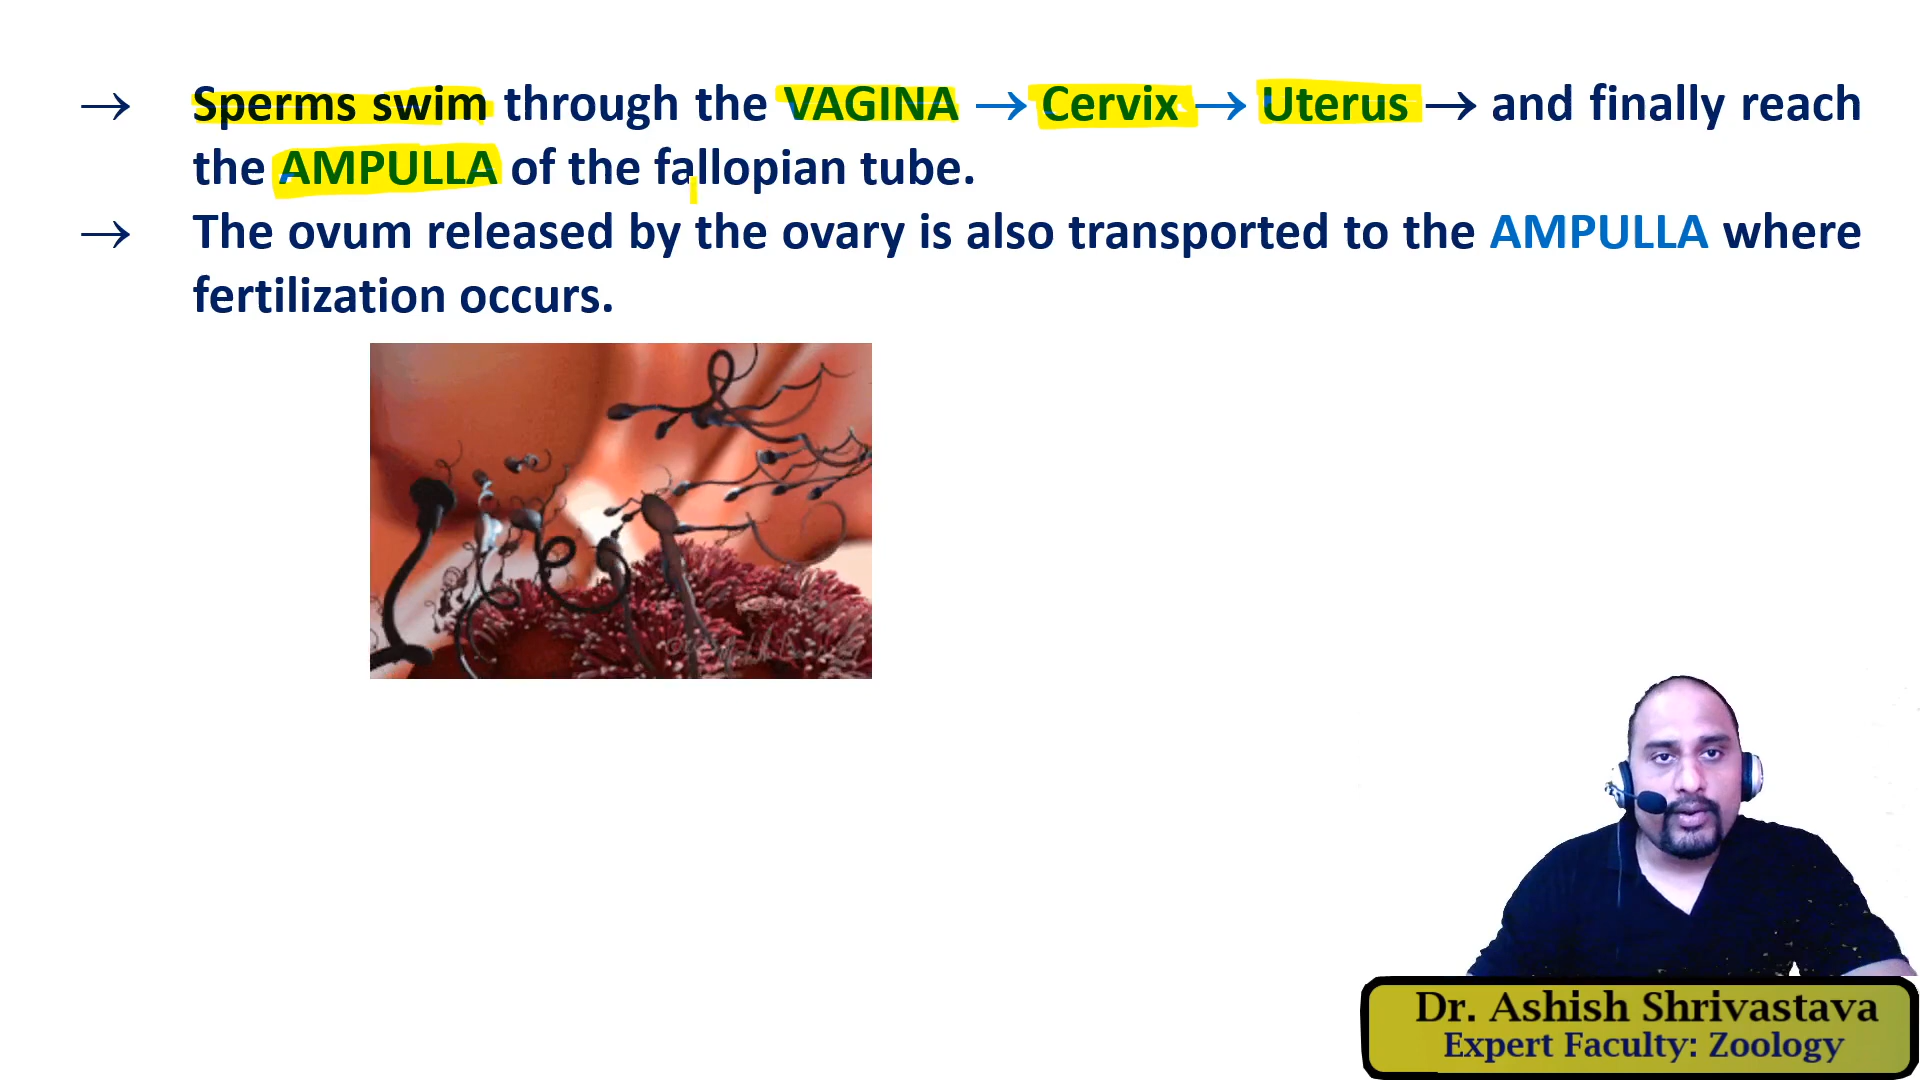 → Sperms swim through the VAGINA → Cervix → Uterus → and finally reach
the AMPULLA of the fallopian tube.
→ The ovum released by the ovary is also transported to the AMPULLA where
fertilization occurs.
Dr. Ashish Shrivastava
Expert Faculty: Zoology